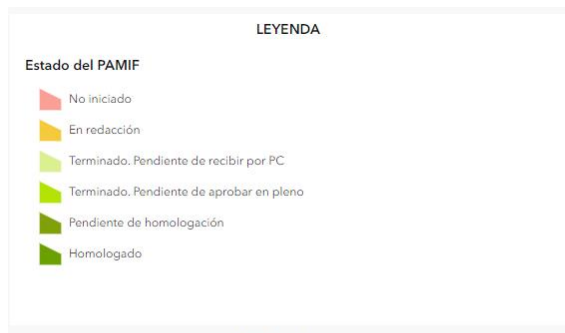 LEYENDA
Estado del PAMIF
No iniciado
En redacción
Terminado. Pendiente de recibir por PC
Terminado. Pendiente de aprobar en pleno
Pendiente de homologación
Homologado